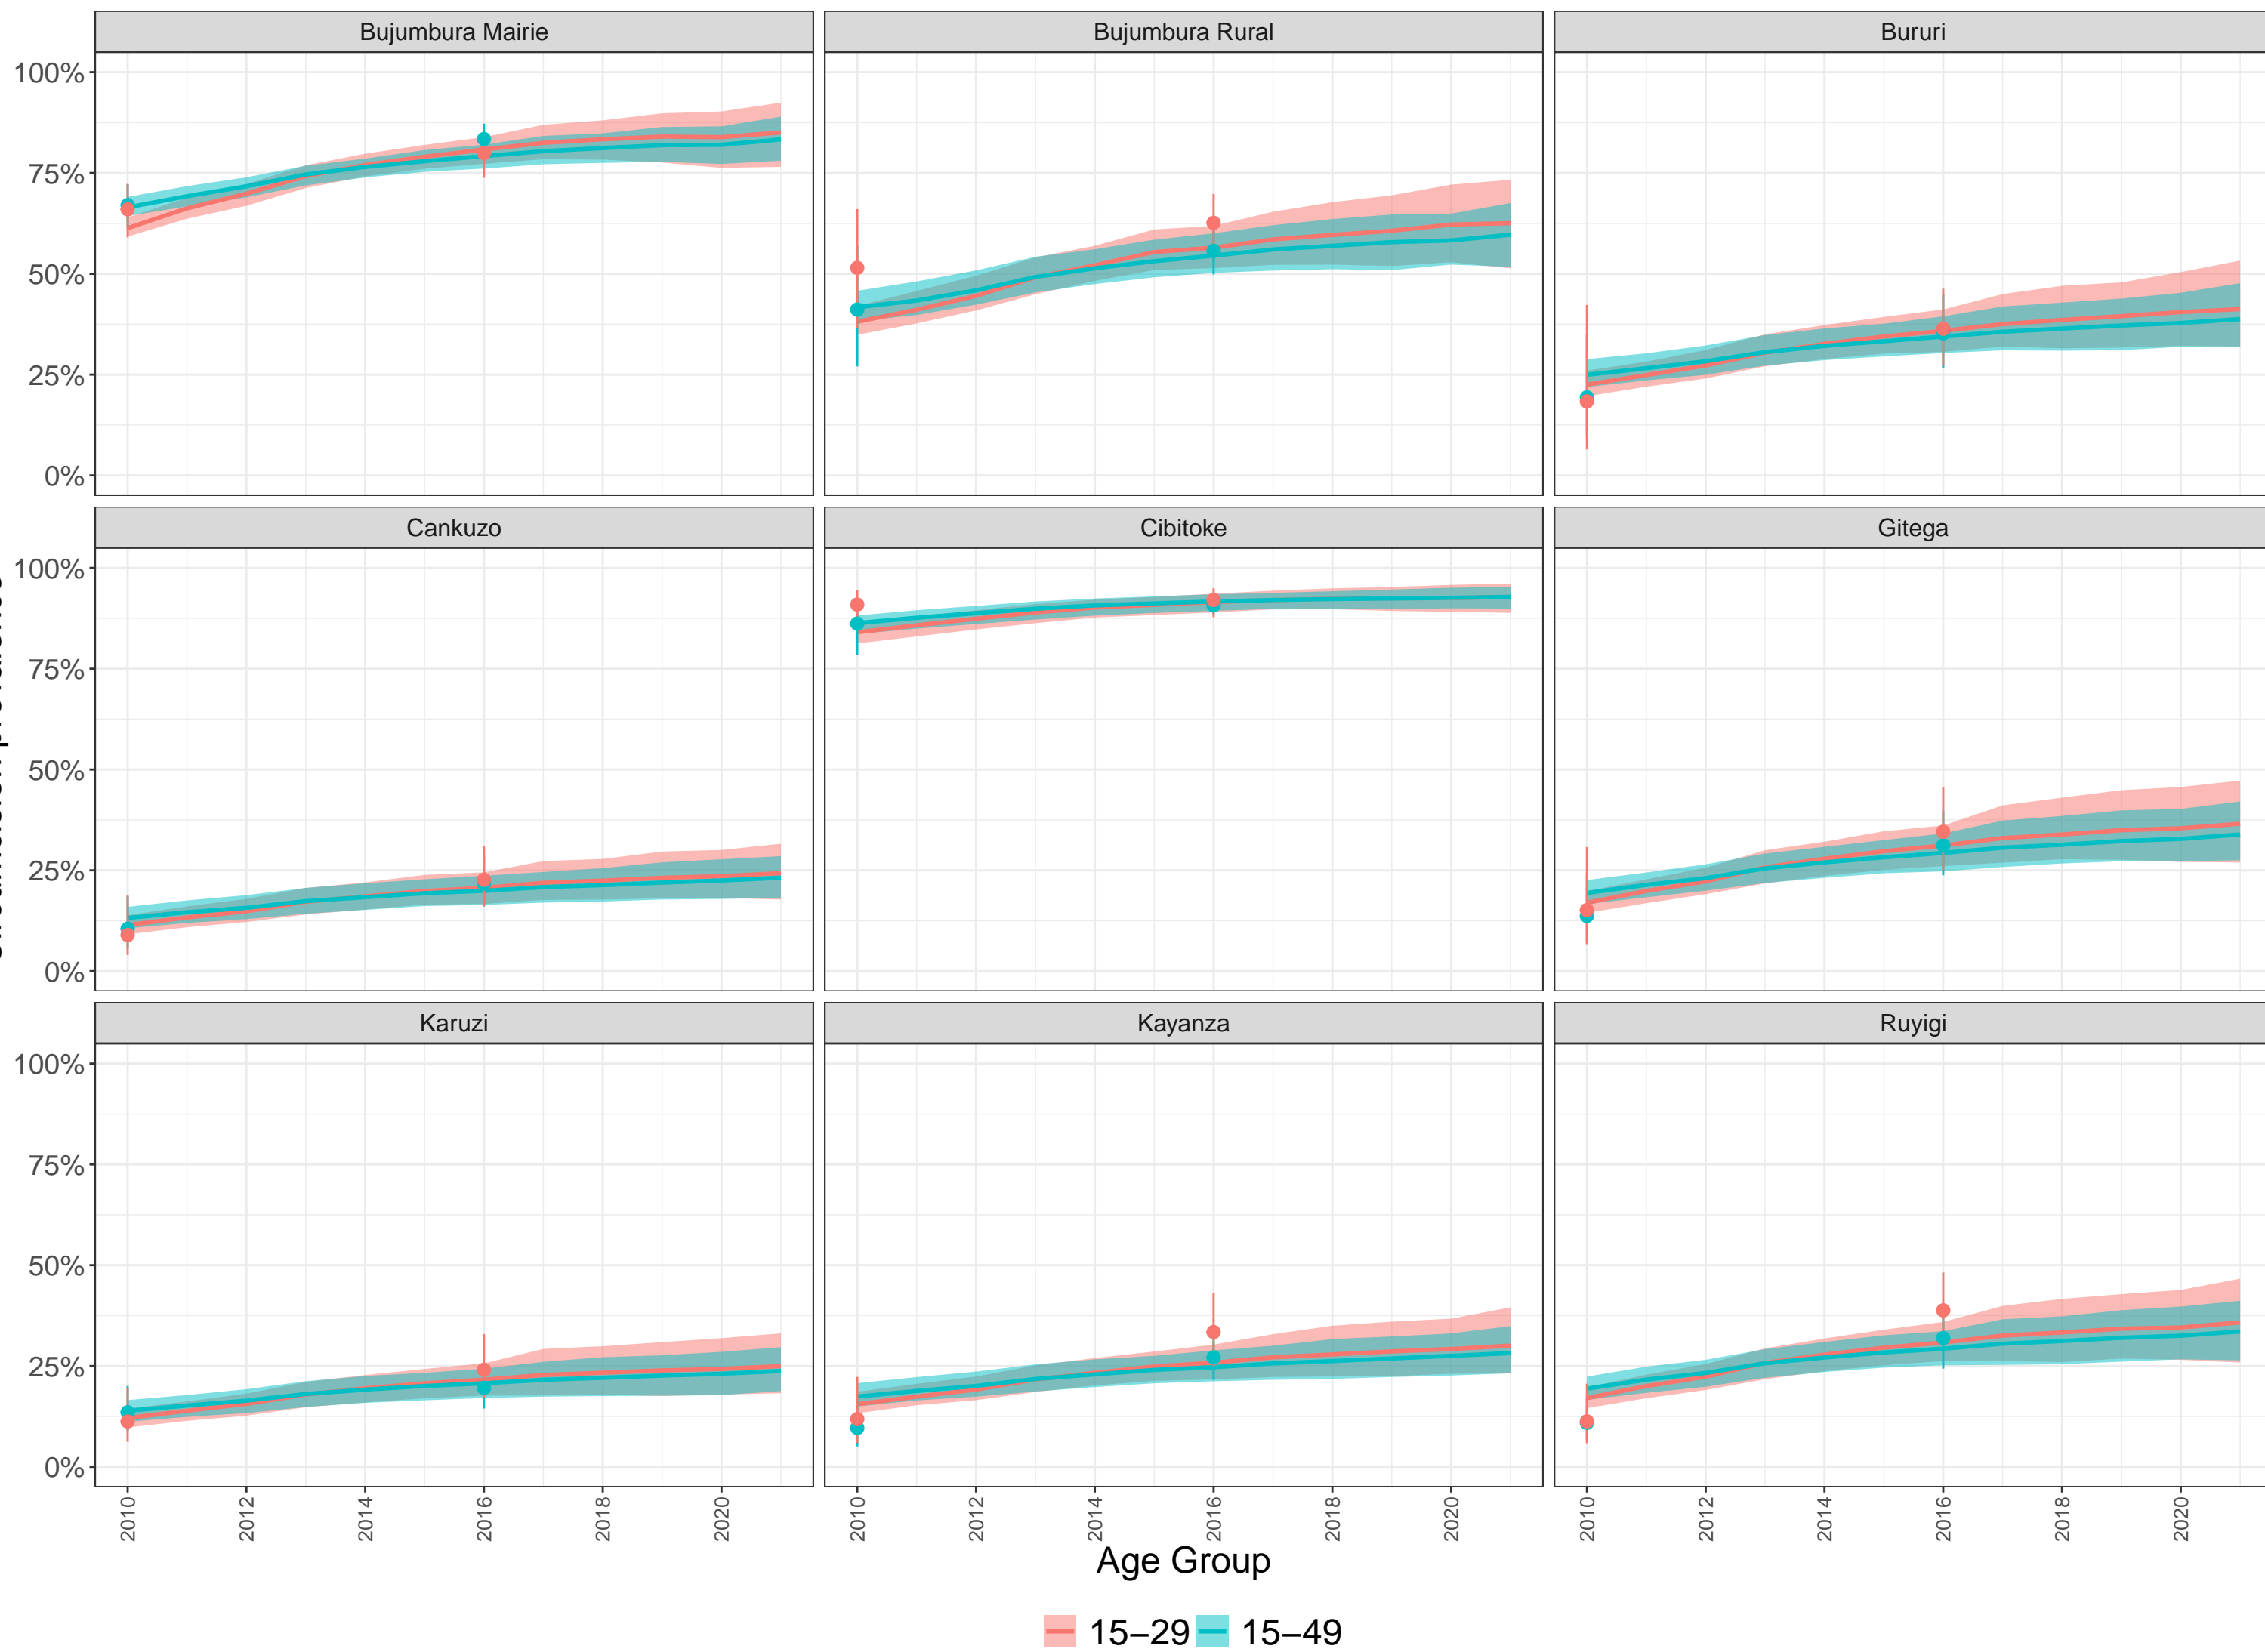 Bujumbura Mairie
Bujumbura Rural
Bururi
100%
75%
50%
25%
0%
Cankuzo
Cibitoke
Gitega
100%
75%
50%
25%
0%
Karuzi
Kayanza
Ruyigi
100%
75%
50%
25%
0%
2010 2012 2014 2016 2018 2020
2010 2012 2014 2016 2018 2020
2010 2012 2014 2016 2018 2020
Age Group
15−29 15−49